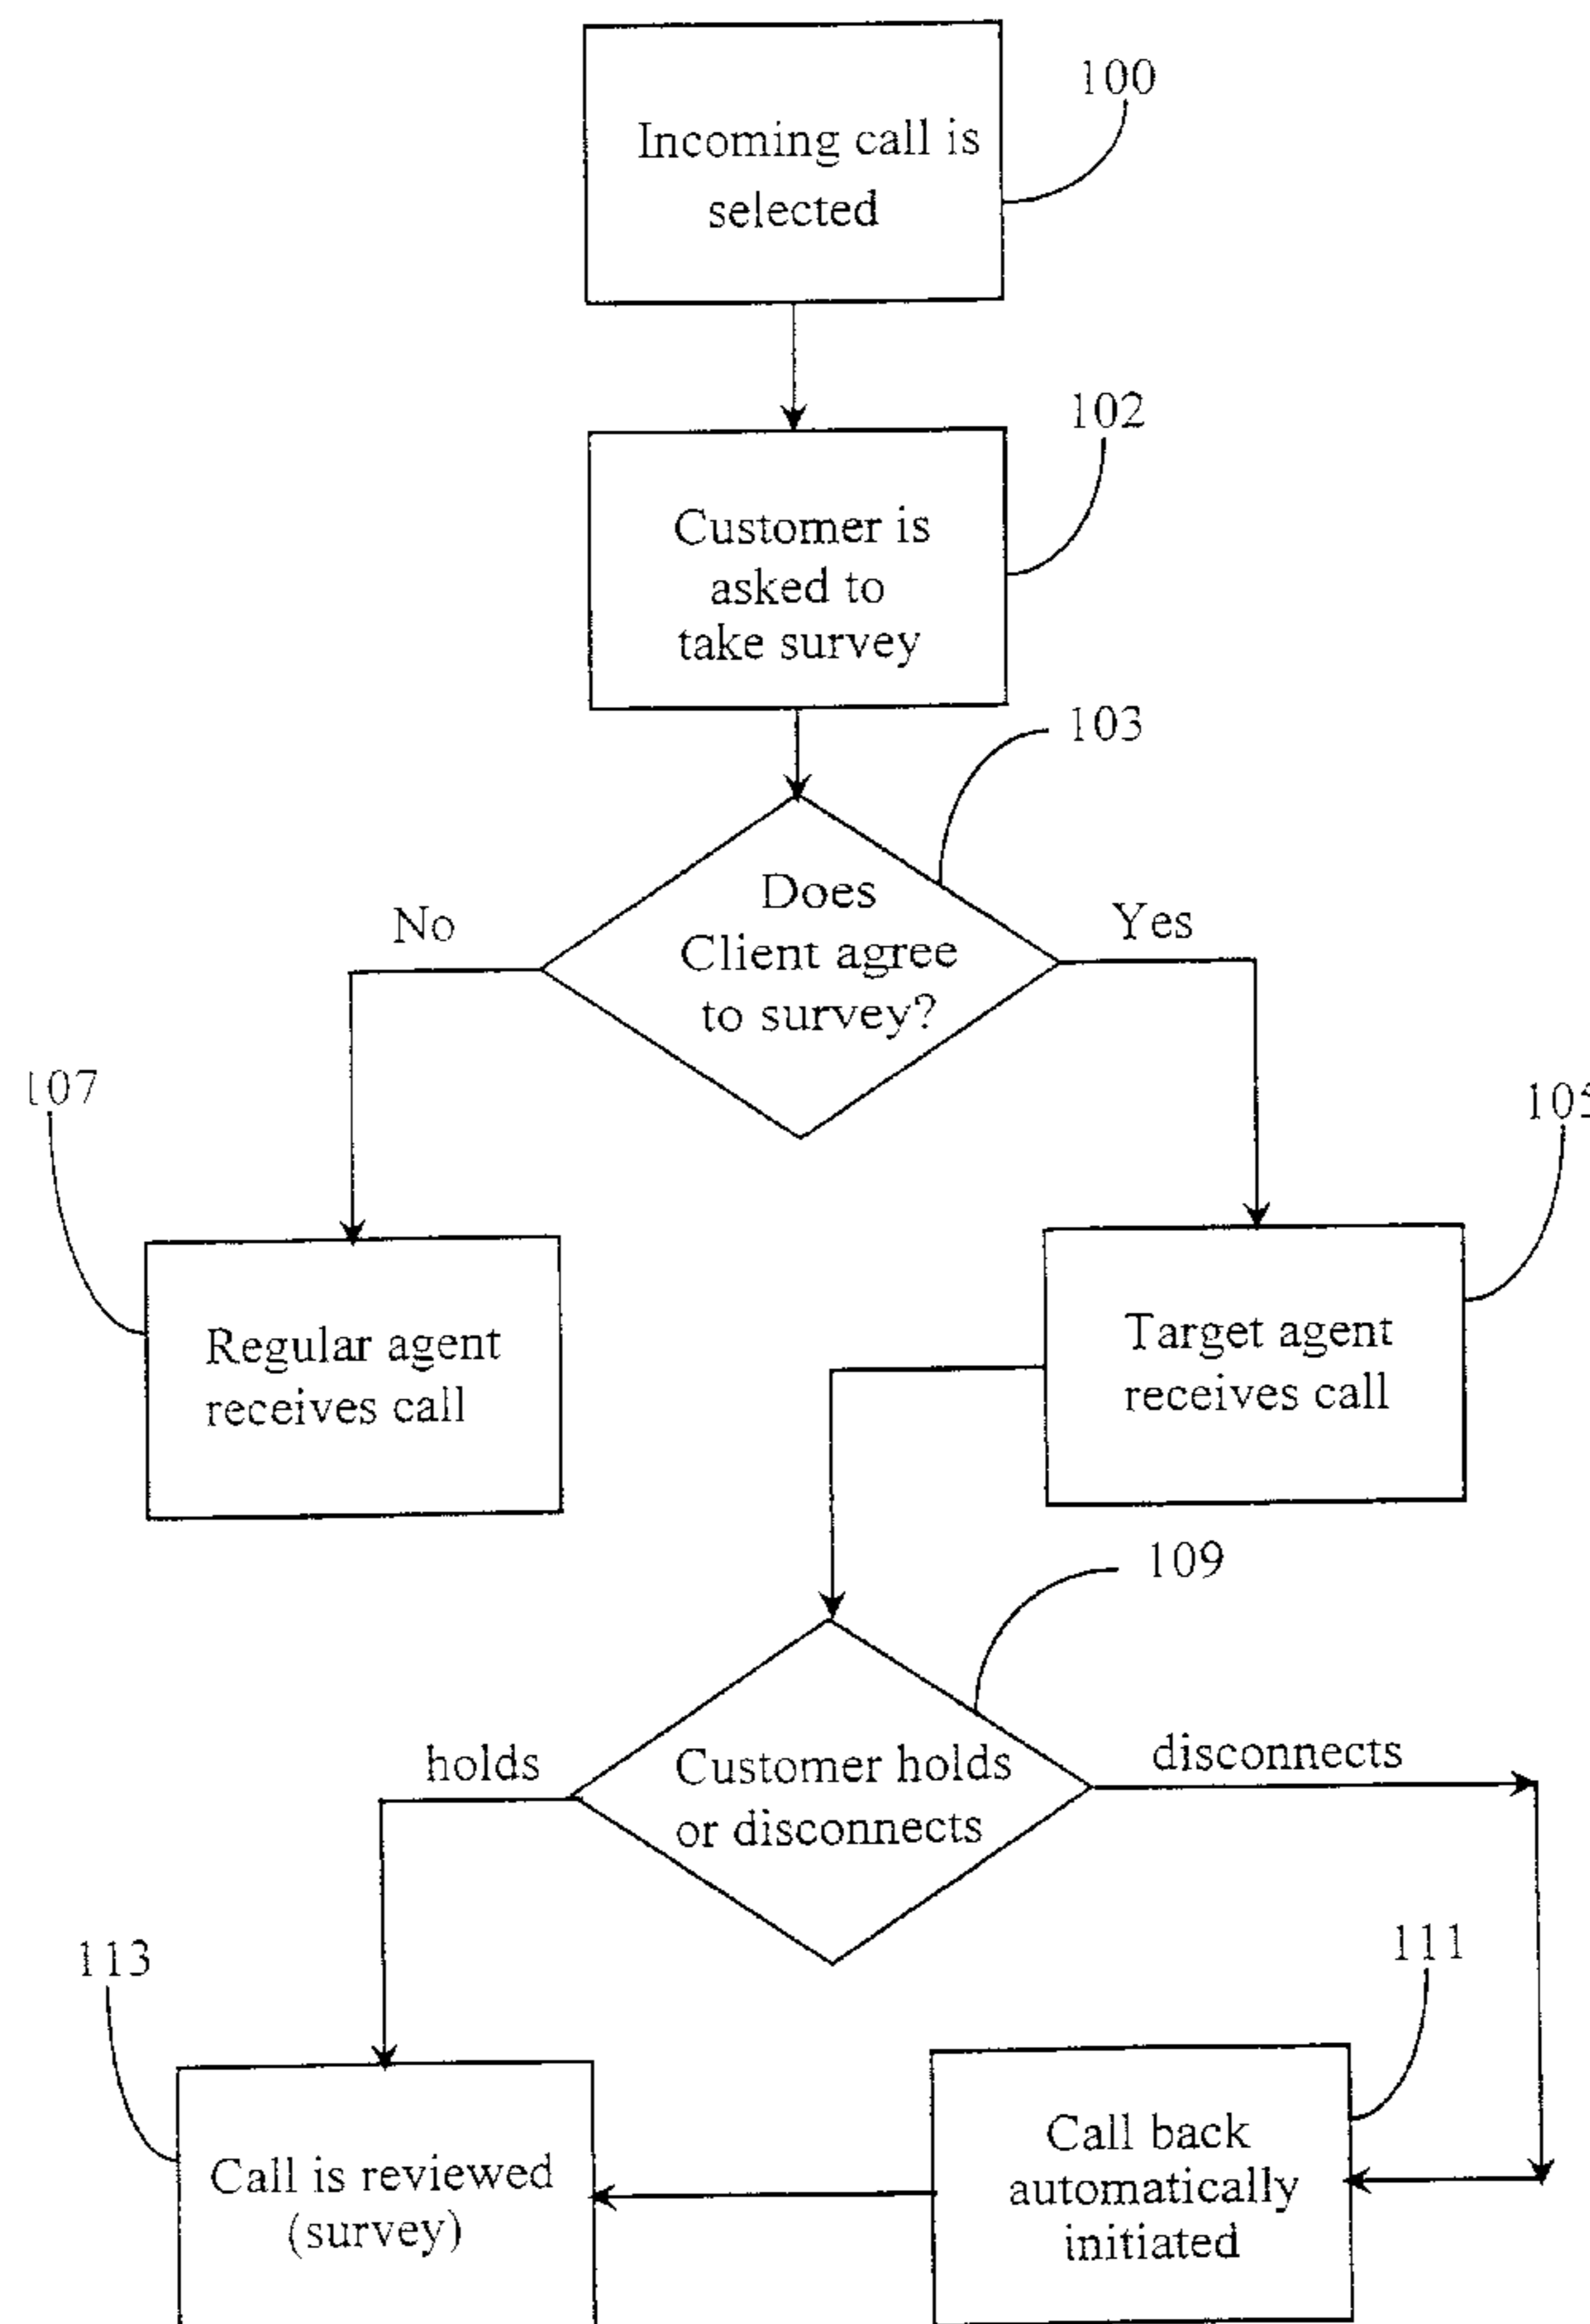 100
Incoming call is
selected
102
Customer is
asked to
take survey
103
Does
Client agree
to survey?
No
Yes
107
105
Regular agent
receives call
Target agent
receives call
109
holds
Customer holds
or disconnects
disconnects
113
111
Call is reviewed
(survey)
Call back
automatically
initiated